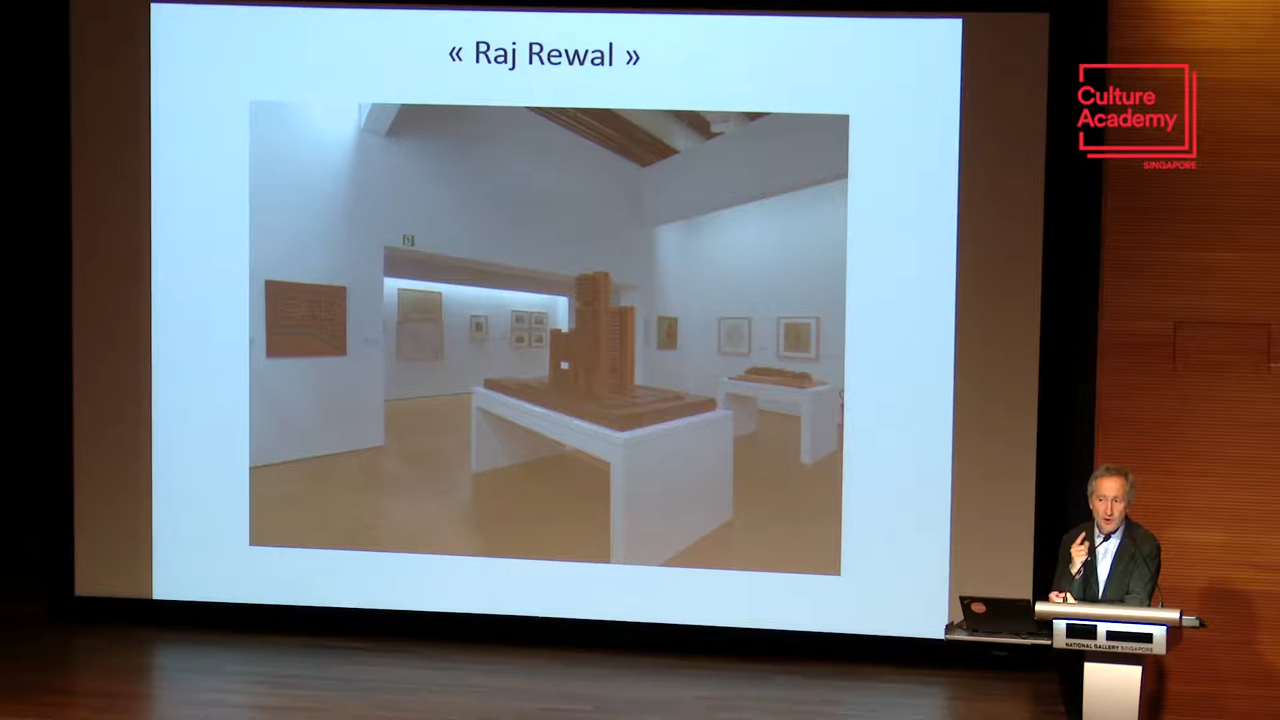 « Raj Rewal »
Culture
Academy
SINGAPORE
NATIONAL GALLERY SINGAPORE